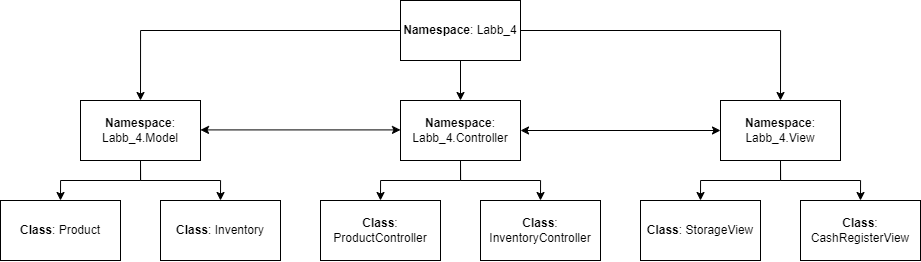 Namespace: Labb_4
Namespace:
Labb_4.Model
Namespace:
Labb_4.Controller
Namespace:
Labb_4.View
Class: Product
Class: Inventory
Class:
ProductController
Class:
InventoryController
Class: StorageView
Class:
CashRegisterView